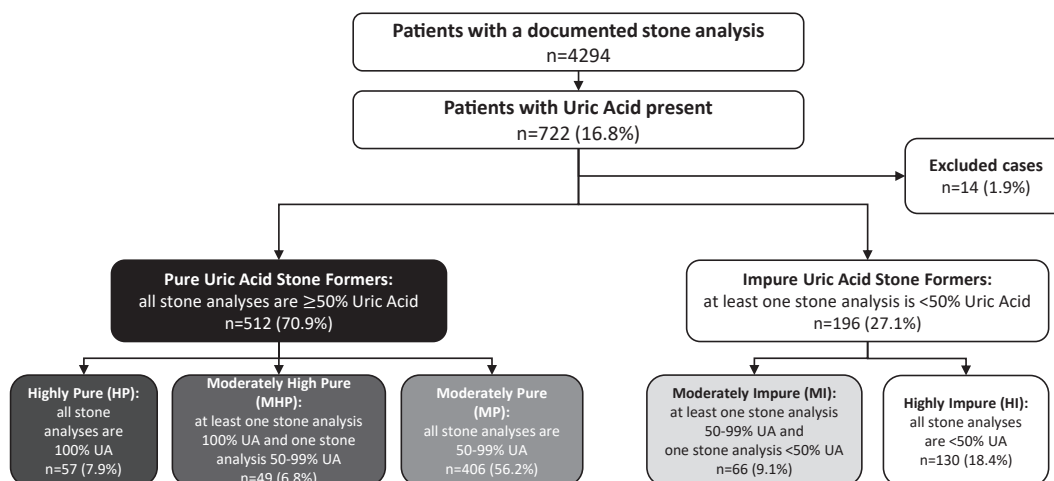 Patients with a documented stone analysis
n=4294
Patients with Uric Acid present
n=722 (16.8%)
Excluded cases
n=14 (1.9%)
Pure Uric Acid Stone Formers:
all stone analyses are ≥50% Uric Acid
n=512 (70.9%)
Impure Uric Acid Stone Formers:
at least one stone analysis is <50% Uric Acid
n=196 (27.1%)
Highly Pure (HP):
all stone
analyses are
100% UA
n=57 (7.9%)
Moderately High Pure
(MHP):
at least one stone analysis
100% UA and one stone
analysis 50-99% UA
n=49 (6.8%)
Moderately Pure
(MP):
all stone analyses are
50-99% UA
n=406 (56.2%)
Moderately Impure (MI):
at least one stone analysis
50-99% UA and
one stone analysis <50% UA
n=66 (9.1%)
Highly Impure (HI):
all stone analyses
are <50% UA
n=130 (18.4%)